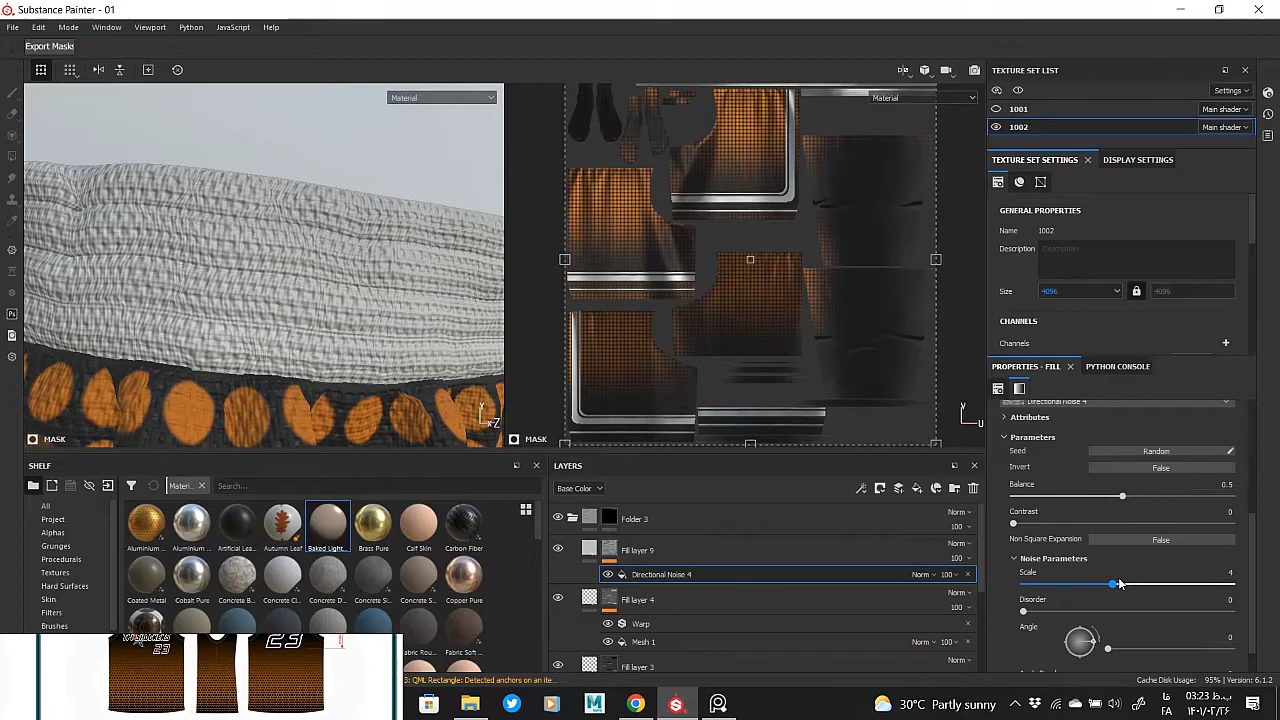 Substance Painter - 01
File Edit Mode Window Viewport Python JavaScript Help
Export Masks
Material
Material
MASK
MASK
Y
Z
Y
U
TEXTURE SET LIST
Settings
1001 Main shader
1002 Main shader
TEXTURE SET SETTINGS DISPLAY SETTINGS
GENERAL PROPERTIES
Name 1002
Description Description
Size 4096 4096
CHANNELS
Channels
PROPERTIES - FILL PYTHON CONSOLE
Directional Noise 4
Attributes
Parameters
Seed Random
Invert False
Balance 0.5
Contrast 0
Non Square Expansion False
Noise Parameters
Scale 4
Disorder 0
Angle 0
SHELF
Materi... Search...
All
Project
Alphas
Grunges
Procedurals
Textures
Hard Surfaces
Skin
Filters
Brushes
Aluminium ... Aluminium ... Artificial Lea... Autumn Leaf Baked Light... Brass Pure Calf Skin Carbon Fiber
Coated Metal Cobalt Pure Concrete B... Concrete C... Concrete D... Concrete S... Concrete S... Copper Pure
Fabric Rou... Fabric Soft ...
LAYERS
Base Color
Folder 3 Norm 100
Fill layer 9 Norm 100
Directional Noise 4 Norm 100
Fill layer 4 Norm 100
Warp
Mesh 1 Norm 100
Fill layer 3 Norm
23
23
3: QML Rectangle: Detected anchors on an ite...
Cache Disk Usage: 95% | Version: 6.1.2
Ps
30°C Partly sunny
FA